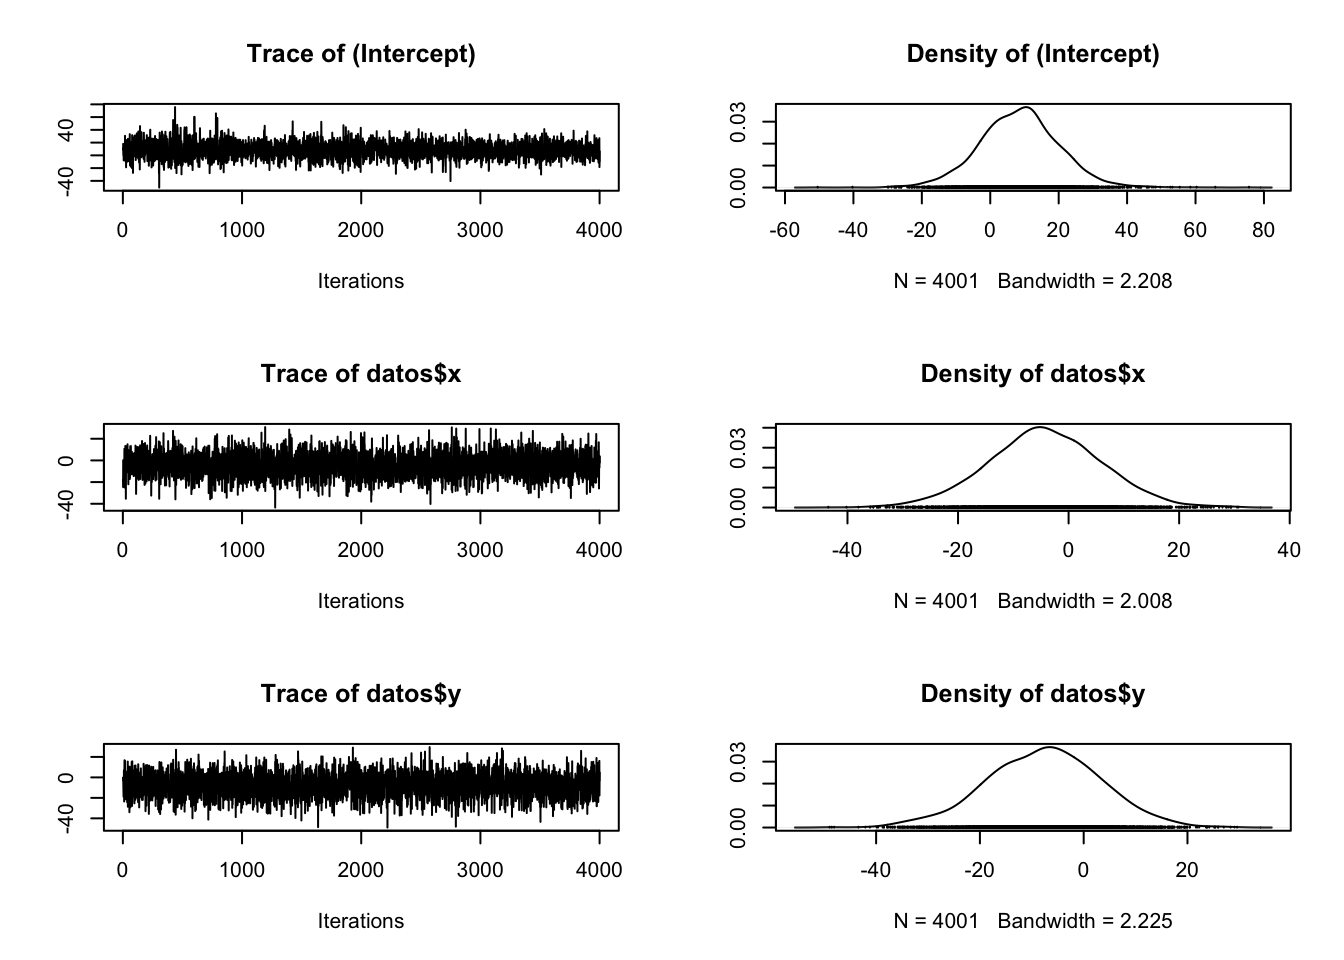 Trace of (Intercept)
40
-40
0 1000 2000 3000 4000
Iterations
Density of (Intercept)
0.03
0.00
-60 -40 -20 0 20 40 60 80
N = 4001 Bandwidth = 2.208
Trace of datos$x
0
-40
0 1000 2000 3000 4000
Iterations
Density of datos$x
0.03
0.00
-40 -20 0 20 40
N = 4001 Bandwidth = 2.008
Trace of datos$y
0
-40
0 1000 2000 3000 4000
Iterations
Density of datos$y
0.03
0.00
-40 -20 0 20
N = 4001 Bandwidth = 2.225